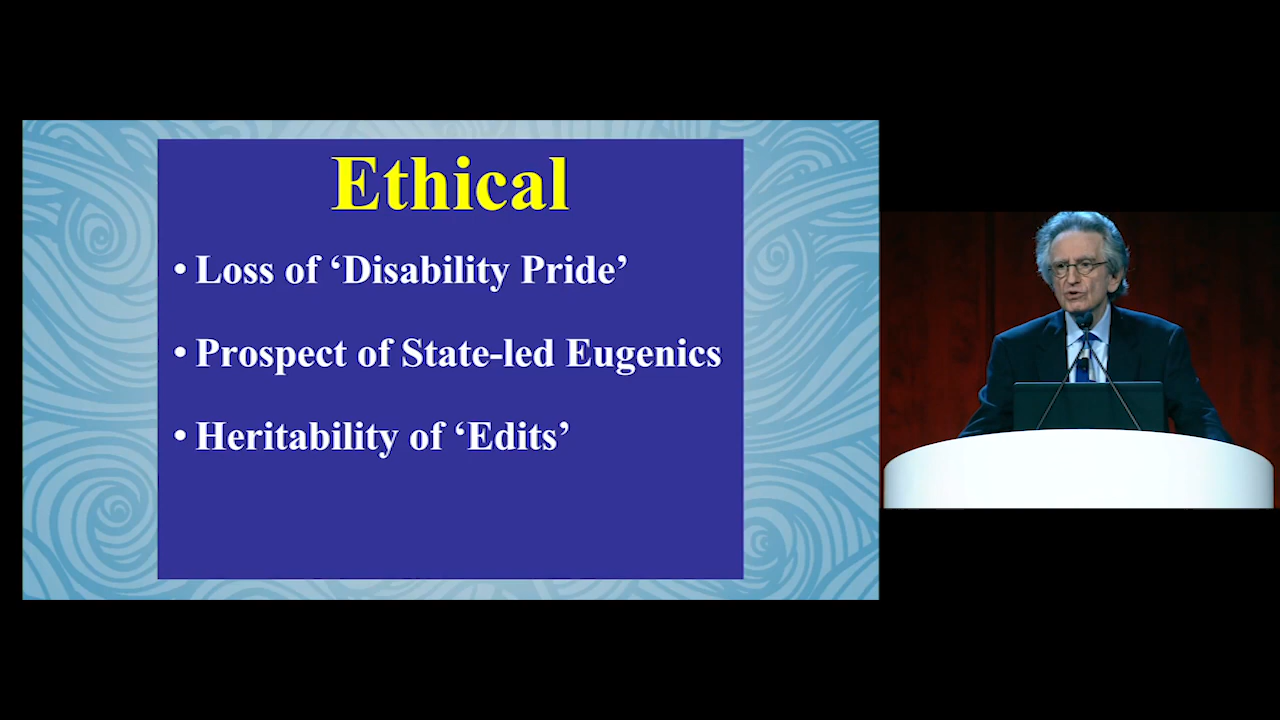 Ethical
• Loss of ‘Disability Pride’
• Prospect of State-led Eugenics
• Heritability of ‘Edits’